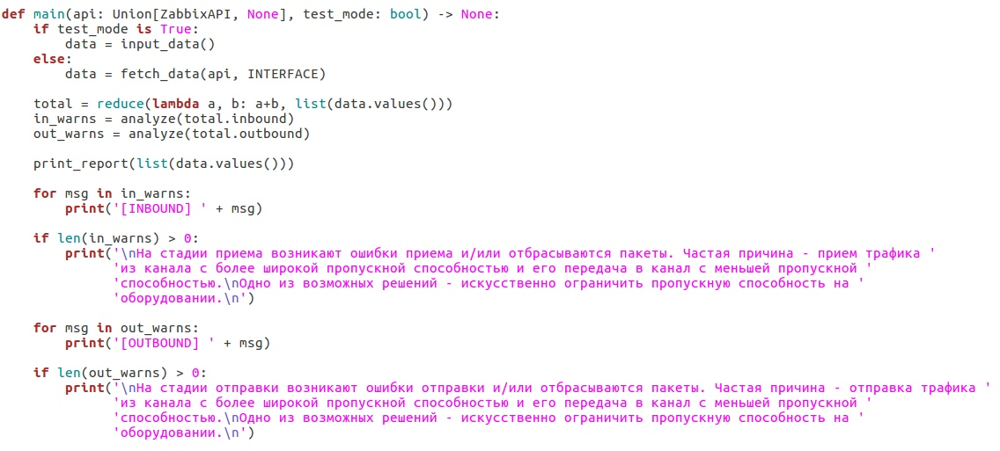 def main(api: Union[ZabbixAPI, None], test_mode: bool) -> None:
    if test_mode is True:
        data = input_data()
    else:
        data = fetch_data(api, INTERFACE)

    total = reduce(lambda a, b: a+b, list(data.values()))
    in_warns = analyze(total.inbound)
    out_warns = analyze(total.outbound)

    print_report(list(data.values()))

    for msg in in_warns:
        print('[INBOUND] ' + msg)

    if len(in_warns) > 0:
        print('\nНа стадии приема возникают ошибки приема и/или отбрасываются пакеты. Частая причина - прием трафика '
              'из канала с более широкой пропускной способностью и его передача в канал с меньшей пропускной '
              'способностью.\nОдно из возможных решений - искусственно ограничить пропускную способность на '
              'оборудовании.\n')

    for msg in out_warns:
        print('[OUTBOUND] ' + msg)

    if len(out_warns) > 0:
        print('\nНа стадии отправки возникают ошибки отправки и/или отбрасываются пакеты. Частая причина - отправка трафика '
              'из канала с более широкой пропускной способностью и его передача в канал с меньшей пропускной '
              'способностью.\nОдно из возможных решений - искусственно ограничить пропускную способность на '
              'оборудовании.\n')